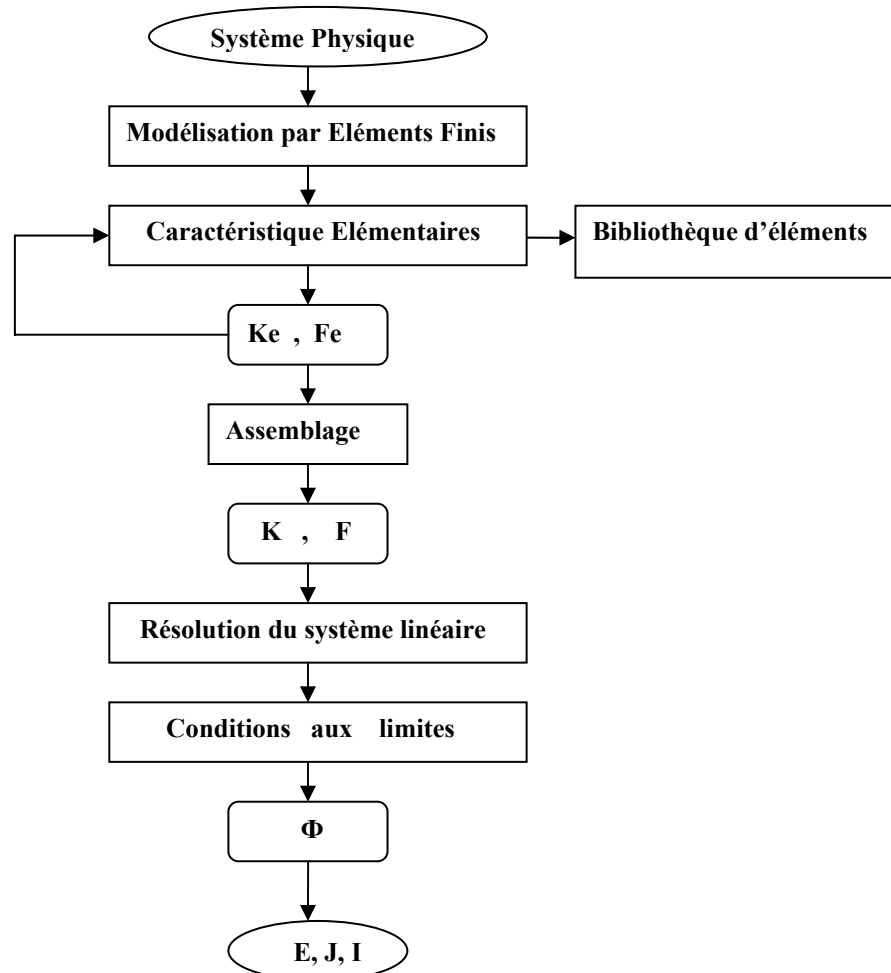 Système Physique
Modélisation par Eléments Finis
Caractéristique Elémentaires
Bibliothèque d’éléments
Ke , Fe
Assemblage
K , F
Résolution du système linéaire
Conditions aux limites
Φ
E, J, I